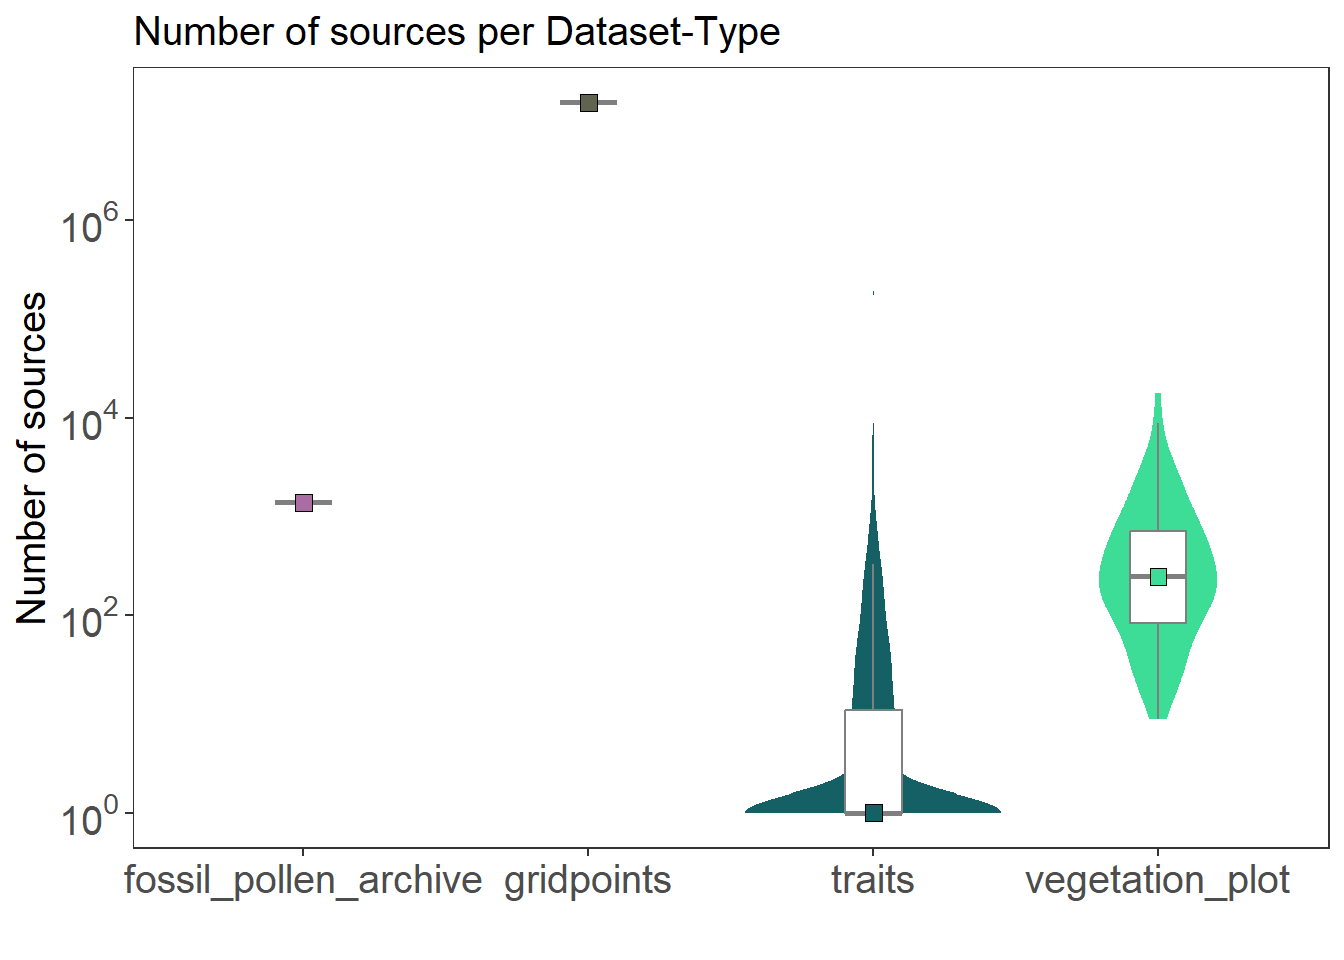 Number of sources per Dataset-Type
Number of sources
10^6
10^4
10^2
10^0
fossil_pollen_archive gridpoints traits vegetation_plot